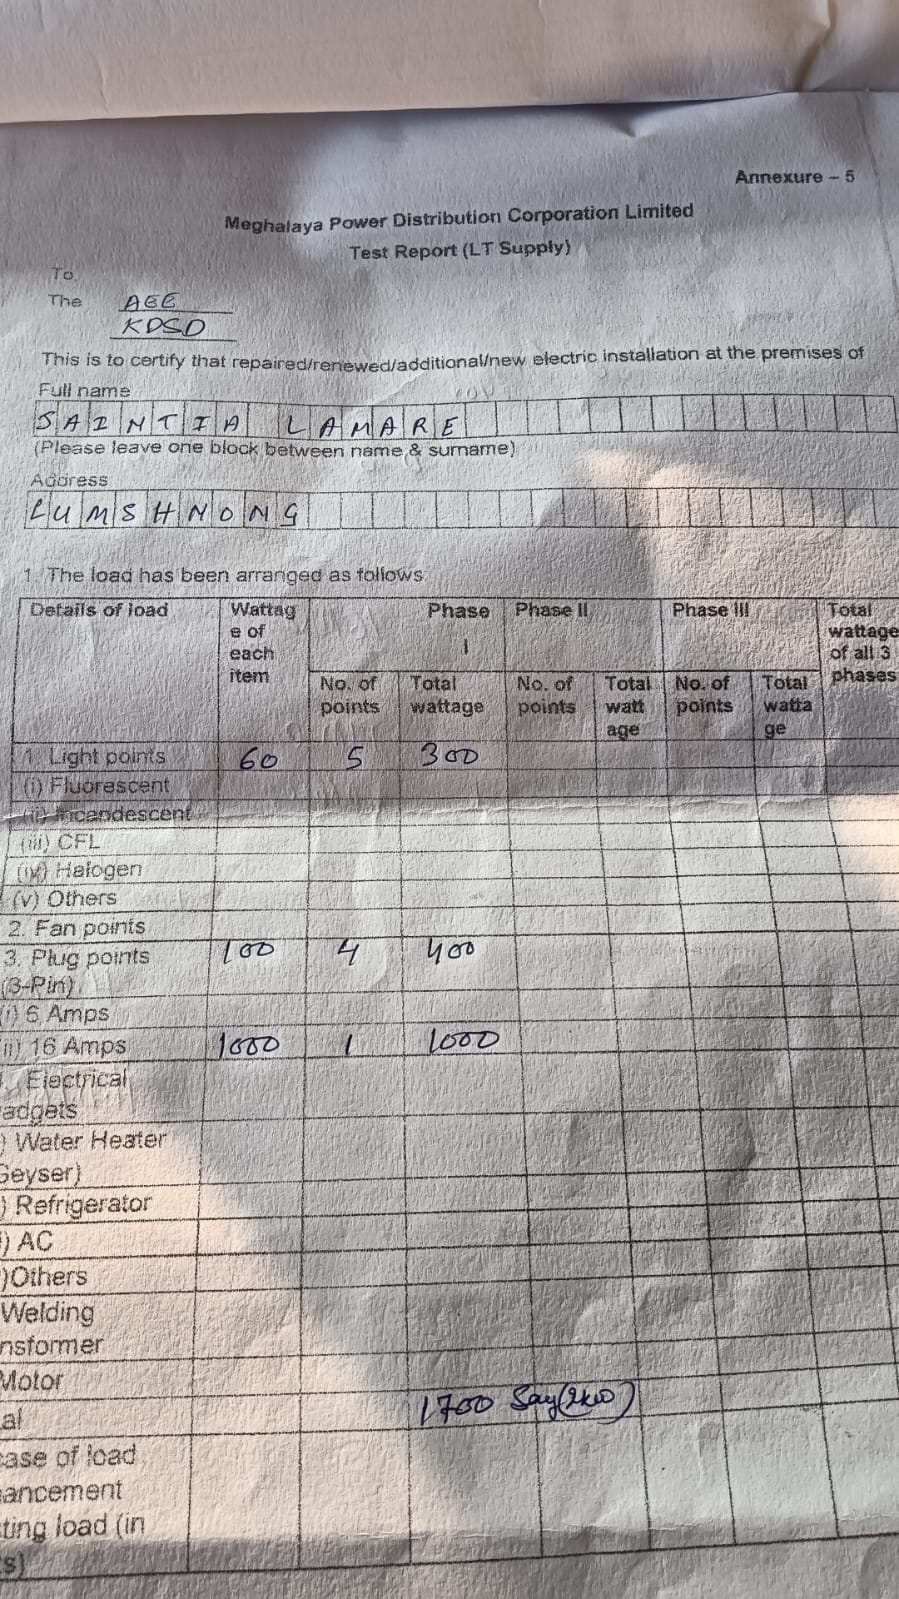 Annexure – 5
Meghalaya Power Distribution Corporation Limited
Test Report (LT Supply)
To,
The AEE
KDSD
This is to certify that repaired/renewed/additional/new electric installation at the premises of
Full name
SAINTIA LAMARE
(Please leave one block between name & surname)
Address
LUMSHNONG
1. The load has been arranged as follows:
Details of load Wattag e of each item Phase I Phase II Phase III Total wattage of all 3 phases
No. of points Total wattage No. of points Total watt age No. of points Total watta ge
1. Light points 60 5 300
(i) Fluorescent
(ii) Incandescent
(iii) CFL
(iv) Halogen
(v) Others
2. Fan points
3. Plug points 100 4 400
(3-Pin)
(i) 6 Amps
ii) 16 Amps 1000 1 1000
Electrical
adgets
) Water Heater
Geyser)
) Refrigerator
) AC
)Others
Welding
nsformer
Motor
al 1700 Say(2kw)
ease of load
ancement
ting load (in
s)